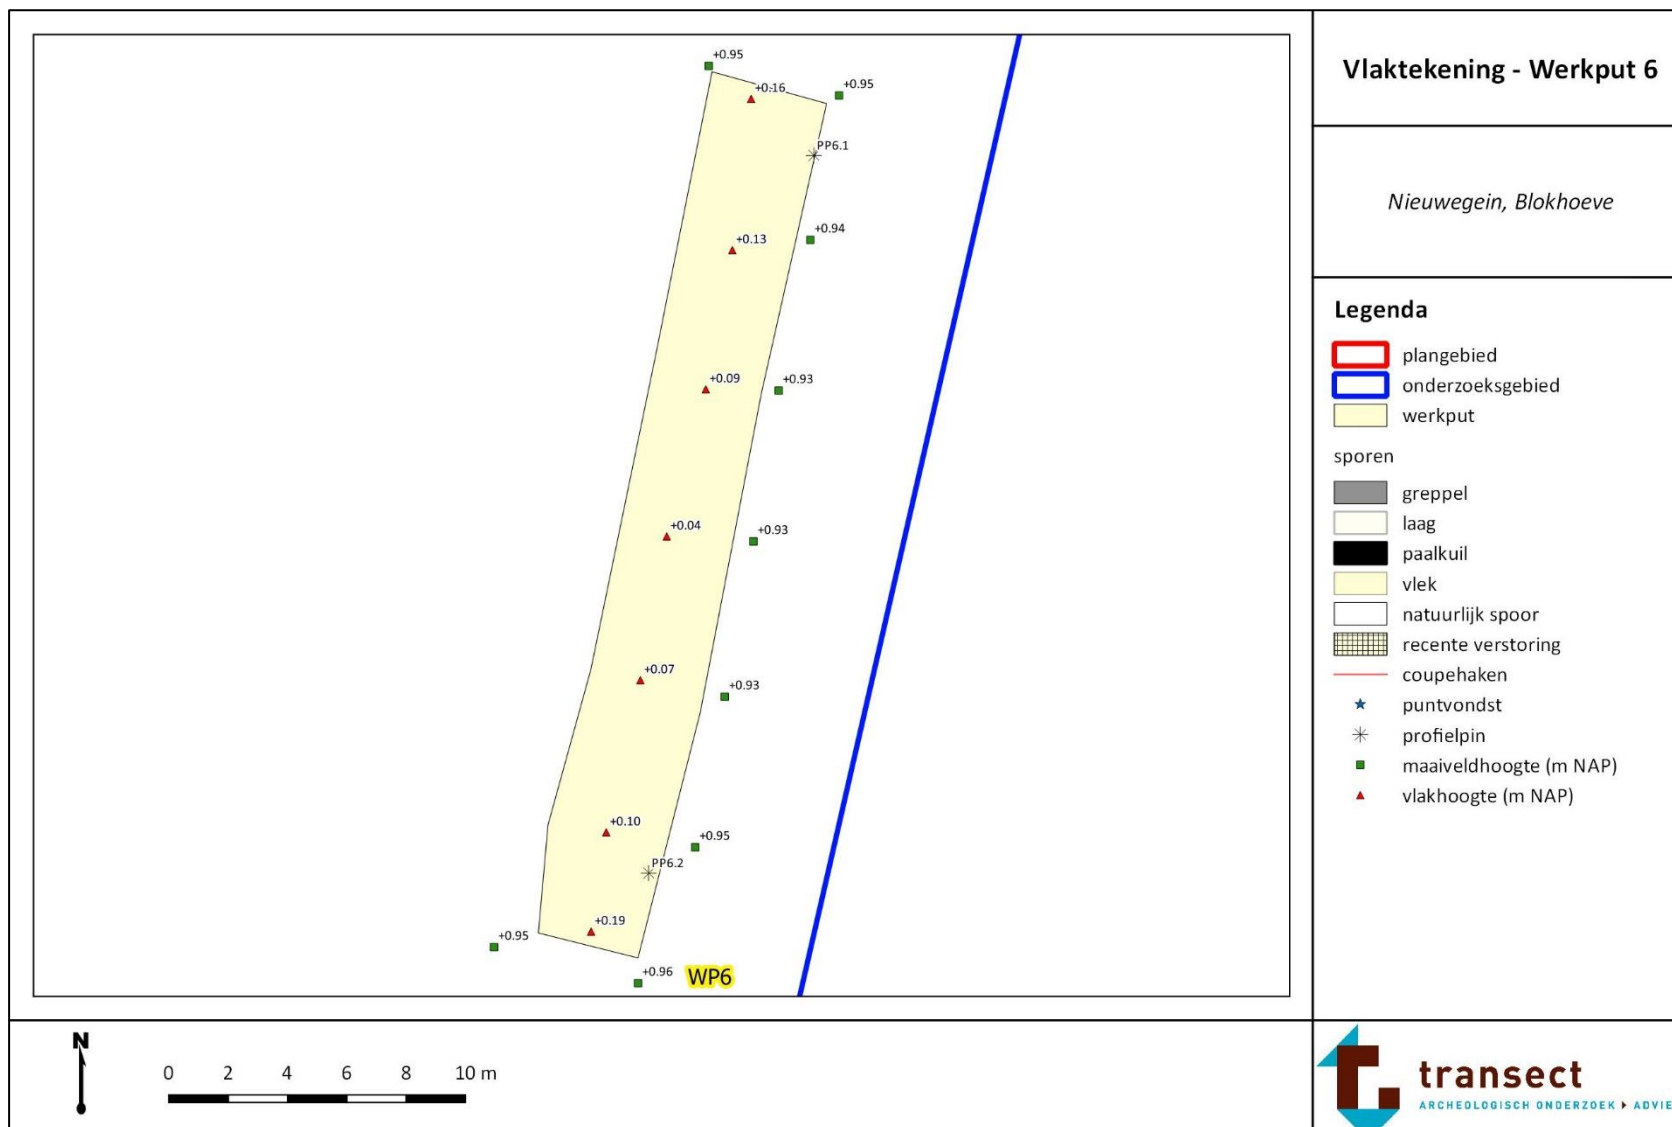 +0.95
+0.16
+0.95
PP6.1
+0.94
+0.13
+0.09
+0.93
+0.04
+0.93
+0.07
+0.93
+0.10
+0.95
PP6.2
+0.19
+0.95
+0.96
WP6
N
0 2 4 6 8 10 m
Vlaktekening - Werkput 6
Nieuwegein, Blokhoeve
Legenda
plangebied
onderzoeksgebied
werkput
sporen
greppel
laag
paalkuil
vlek
natuurlijk spoor
recente verstoring
coupehaken
puntvondst
profielpin
maaiveldhoogte (m NAP)
vlakhoogte (m NAP)
transect
ARCHEOLOGISCH ONDERZOEK ▸ ADVIE